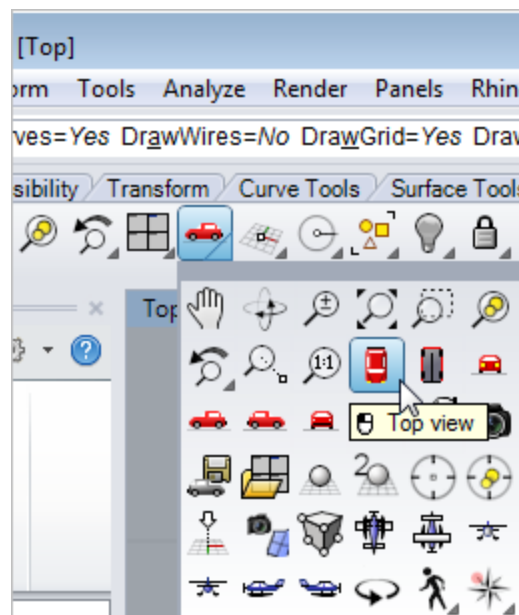 [Top]
orm Tools Analyze Render Panels Rhin
ves=Yes DrawWires=No DrawGrid=Yes Draw
sibility Transform Curve Tools Surface Tools
Top
1:1
Top view
2